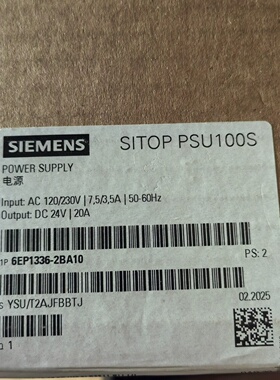 SIEMENS SITOP PSU100S
POWER SUPPLY
电源
Input: AC 120/230V | 7,5/3,5A | 50-60Hz
Output: DC 24V | 20A
1P 6EP1336-2BA10
PS: 2
S YSU/T2AJFBBTJ
02.2025
Q 1